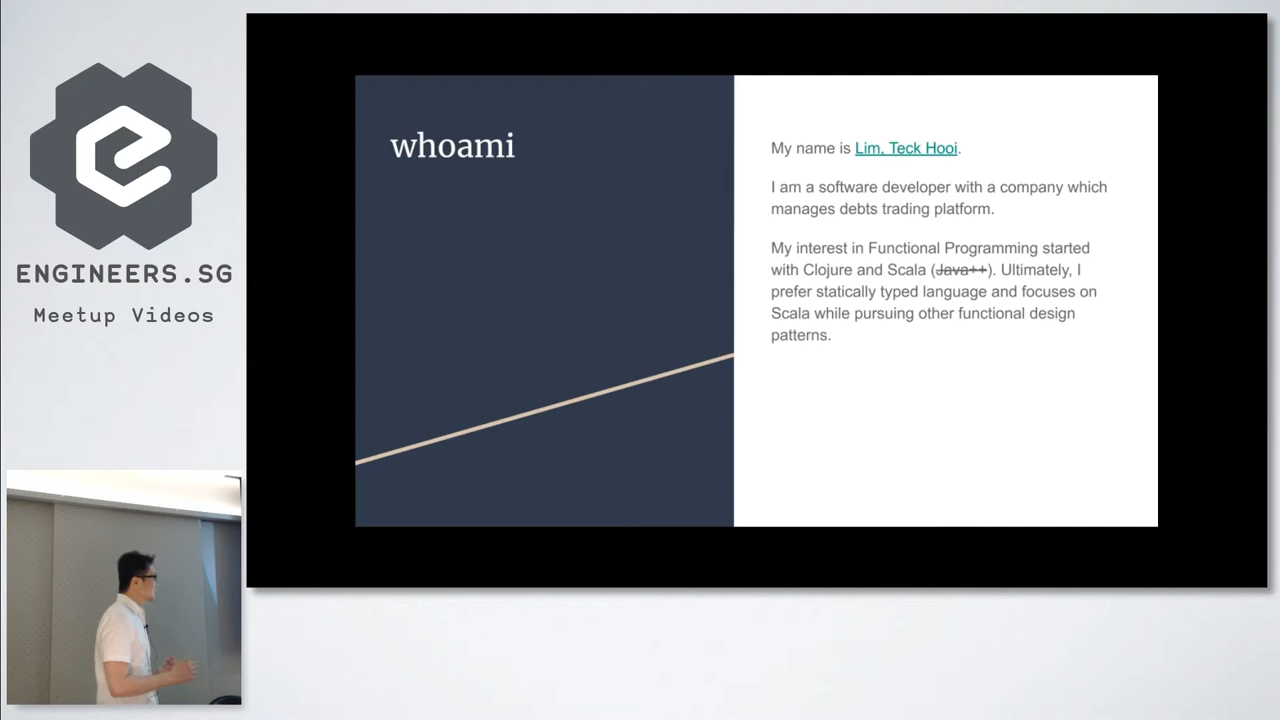 ENGINEERS.SG
Meetup Videos
whoami
My name is Lim, Teck Hooi.
I am a software developer with a company which
manages debts trading platform.
My interest in Functional Programming started
with Clojure and Scala (Java++). Ultimately, I
prefer statically typed language and focuses on
Scala while pursuing other functional design
patterns.